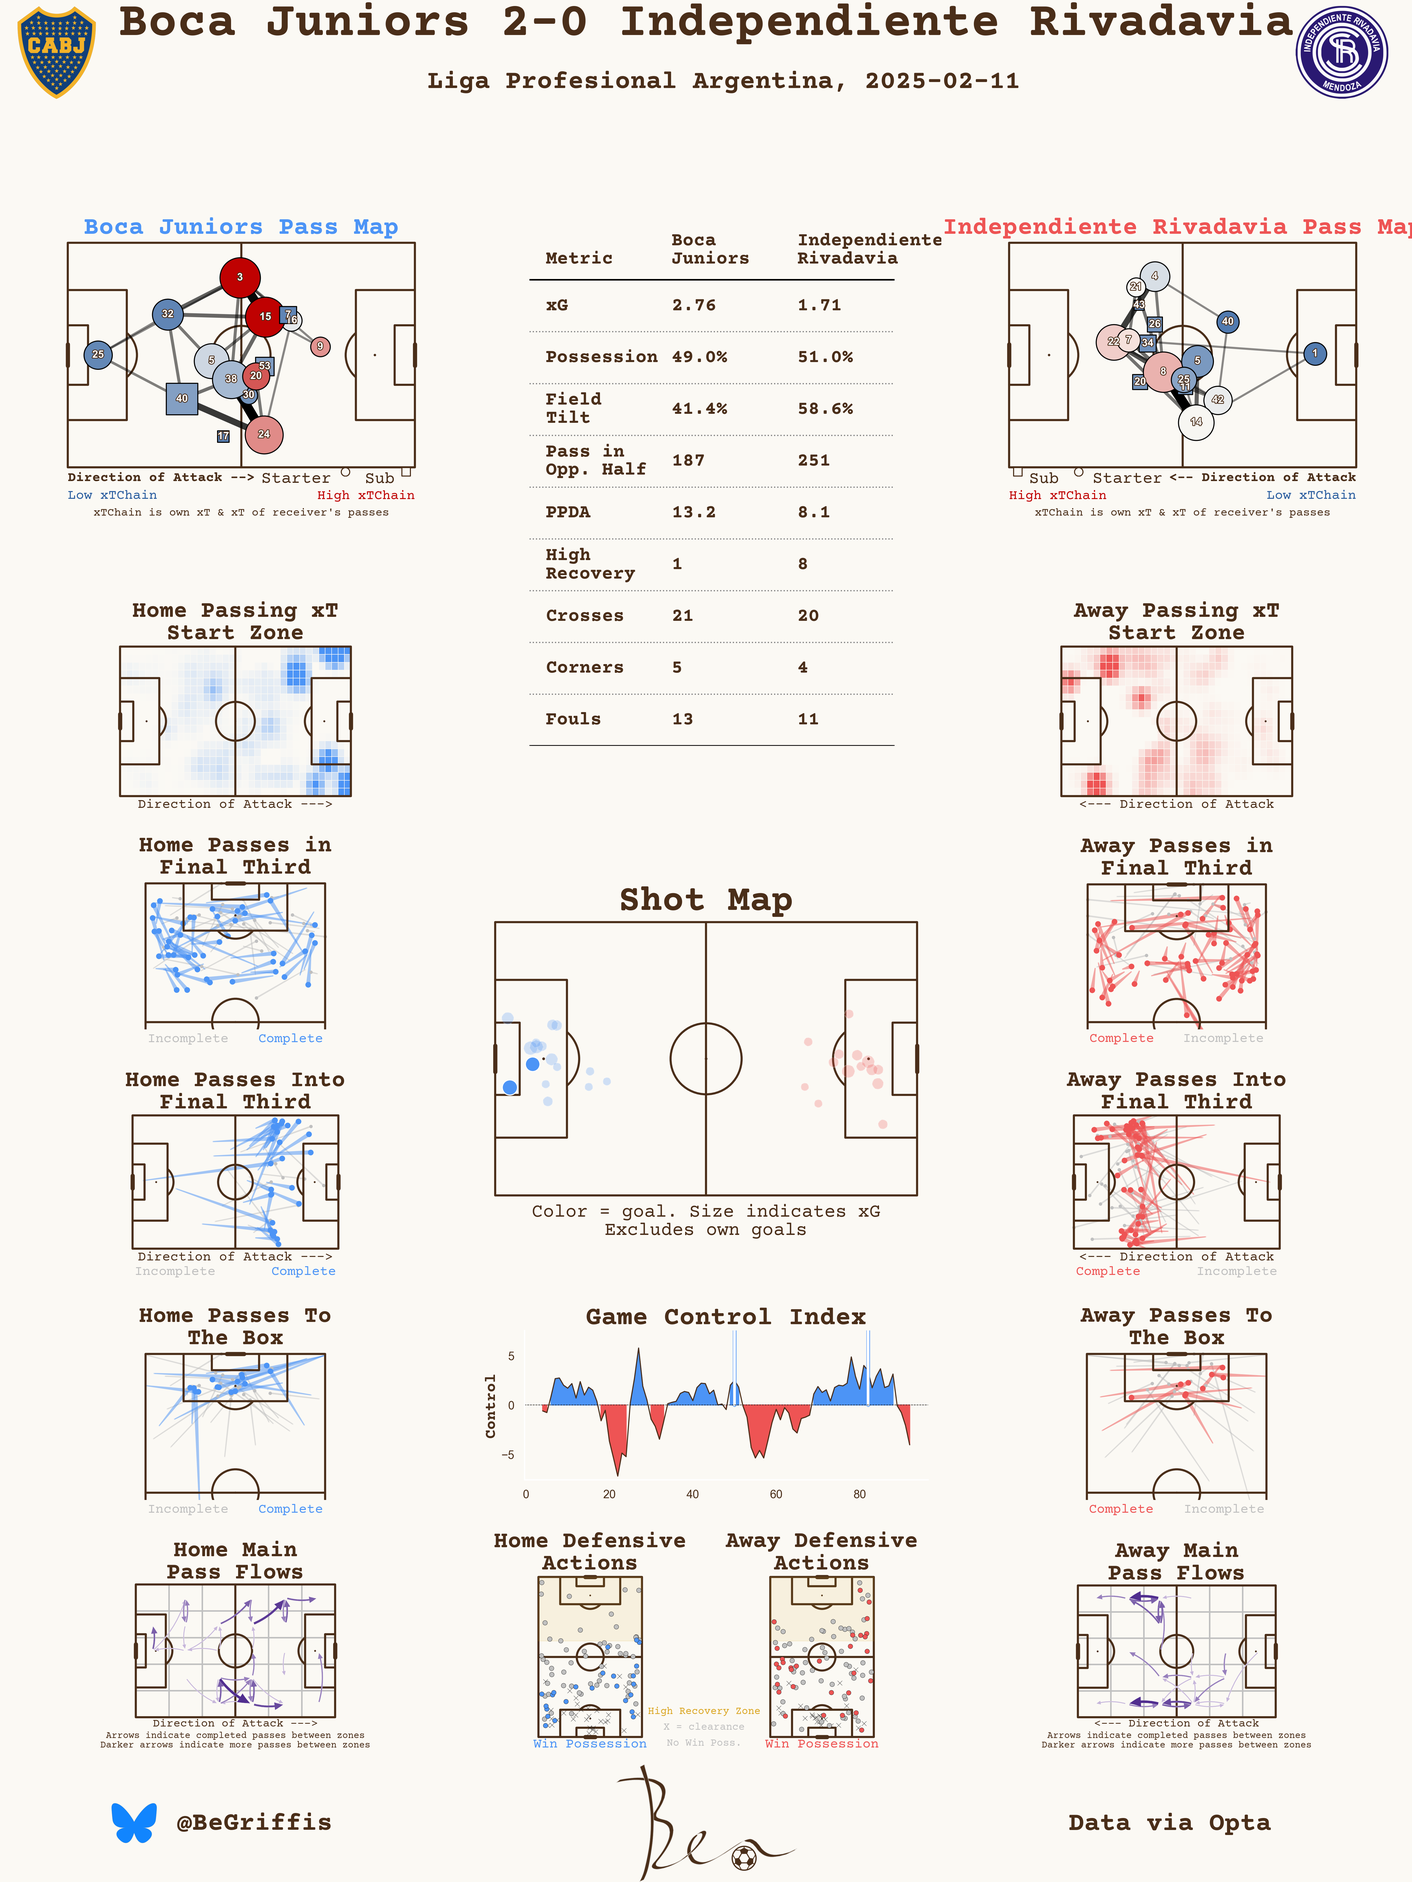 Boca Juniors 2-0 Independiente Rivadavia
CABJ
INDEPENDIENTE RIVADAVIA
MENDOZA
Liga Profesional Argentina, 2025-02-11
Boca Juniors Pass Map
3
32
15
7
16
25
5
9
53
38
20
30
40
17
24
Direction of Attack --> Starter Sub
Low xTChain High xTChain
xTChain is own xT & xT of receiver's passes
Metric Boca Juniors Independiente Rivadavia
xG 2.76 1.71
Possession 49.0% 51.0%
Field Tilt 41.4% 58.6%
Pass in Opp. Half 187 251
PPDA 13.2 8.1
High Recovery 1 8
Crosses 21 20
Corners 5 4
Fouls 13 11
Independiente Rivadavia Pass Map
4
21
43
26
40
22
7
34
1
5
8
25
20
11
42
14
Sub Starter <-- Direction of Attack
High xTChain Low xTChain
xTChain is own xT & xT of receiver's passes
Home Passing xT
Start Zone
Direction of Attack --->
Away Passing xT
Start Zone
<--- Direction of Attack
Home Passes in
Final Third
Incomplete Complete
Away Passes in
Final Third
Complete Incomplete
Shot Map
Color = goal. Size indicates xG
Excludes own goals
Home Passes Into
Final Third
Direction of Attack --->
Incomplete Complete
Away Passes Into
Final Third
<--- Direction of Attack
Complete Incomplete
Home Passes To
The Box
Incomplete Complete
Game Control Index
Control
5
0
−5
0 20 40 60 80
Away Passes To
The Box
Complete Incomplete
Home Main
Pass Flows
Direction of Attack --->
Arrows indicate completed passes between zones
Darker arrows indicate more passes between zones
Home Defensive
Actions
Win Possession
Away Defensive
Actions
Win Possession
High Recovery Zone
X = clearance
No Win Poss.
Away Main
Pass Flows
<--- Direction of Attack
Arrows indicate completed passes between zones
Darker arrows indicate more passes between zones
@BeGriffis
Ben
Data via Opta